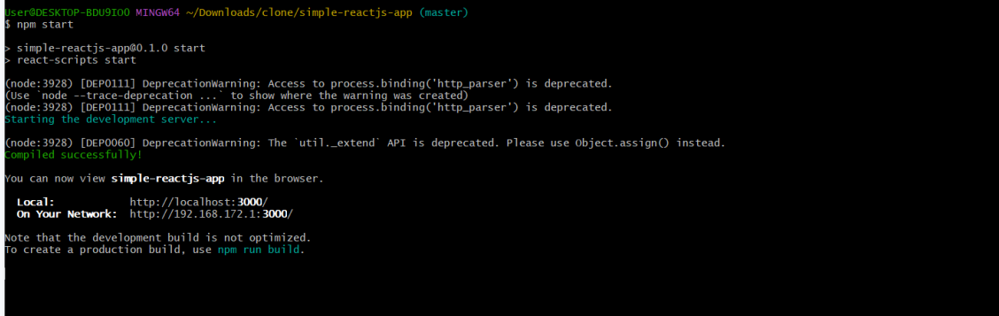 User@DESKTOP-BDU9IOO MINGW64 ~/Downloads/clone/simple-reactjs-app (master)
$ npm start
> simple-reactjs-app@0.1.0 start
> react-scripts start
(node:3928) [DEP0111] DeprecationWarning: Access to process.binding('http_parser') is deprecated.
(Use `node --trace-deprecation ...` to show where the warning was created)
(node:3928) [DEP0111] DeprecationWarning: Access to process.binding('http_parser') is deprecated.
Starting the development server...
(node:3928) [DEP0060] DeprecationWarning: The `util._extend` API is deprecated. Please use Object.assign() instead.
Compiled successfully!
You can now view simple-reactjs-app in the browser.
Local: http://localhost:3000/
On Your Network: http://192.168.172.1:3000/
Note that the development build is not optimized.
To create a production build, use npm run build.